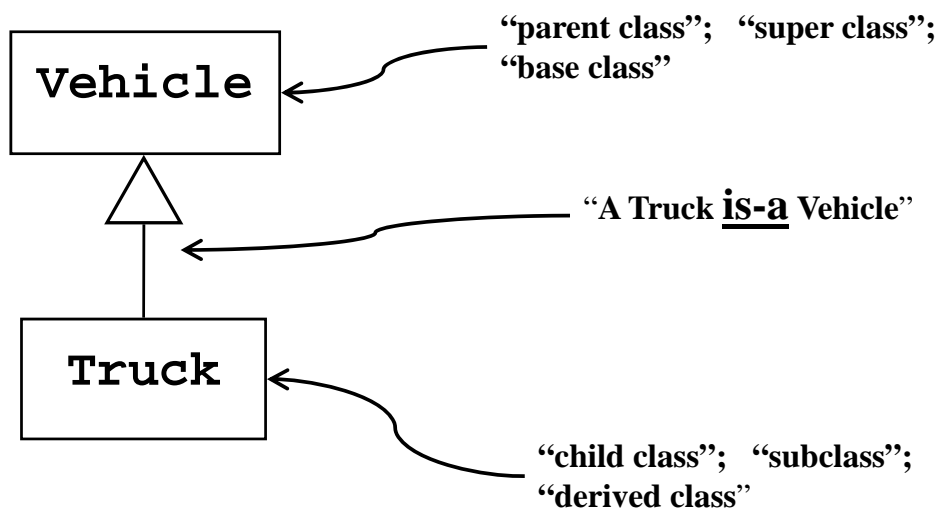 “parent class”; “super class”;
“base class”
Vehicle
“A Truck is-a Vehicle”
Truck
“child class”; “subclass”;
“derived class”